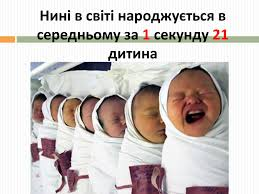 Нині в світі народжується в
середньому за 1 секунду 21
дитина